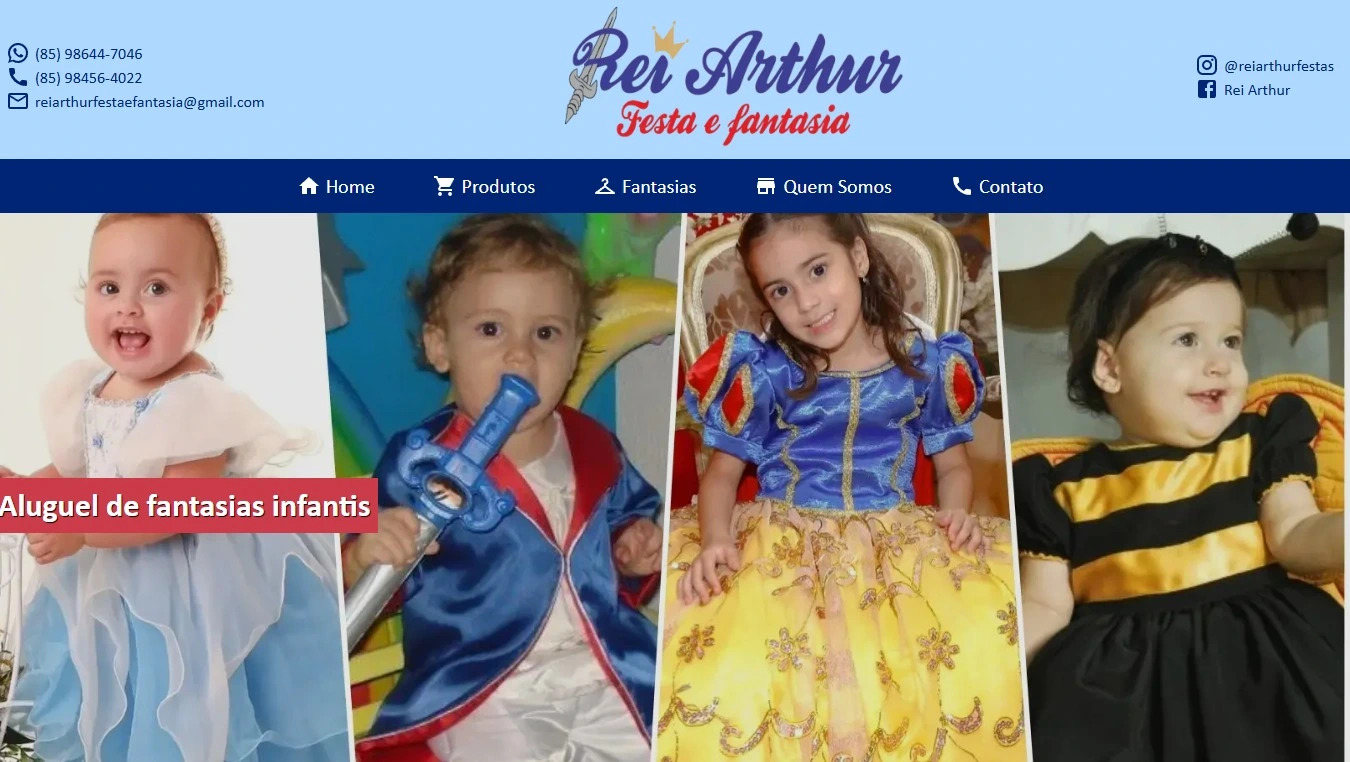 (85) 98644-7046
(85) 98456-4022
reiarthurfestaefantasia@gmail.com
Rei Arthur
Festa e fantasia
@reiarthurfestas
Rei Arthur
Home Produtos Fantasias Quem Somos Contato
Aluguel de fantasias infantis